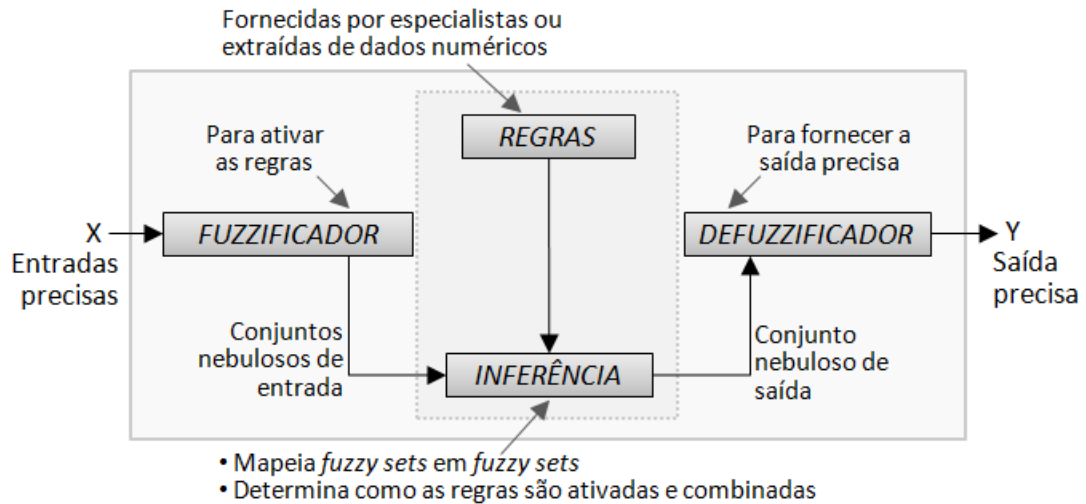 Fornecidas por especialistas ou
extraídas de dados numéricos
Para ativar
as regras
REGRAS
Para fornecer a
saída precisa
X
Entradas
precisas
FUZZIFICADOR
DEFUZZIFICADOR
Y
Saída
precisa
Conjuntos
nebulosos de
entrada
INFERÊNCIA
Conjunto
nebuloso de
saída
• Mapeia fuzzy sets em fuzzy sets
• Determina como as regras são ativadas e combinadas